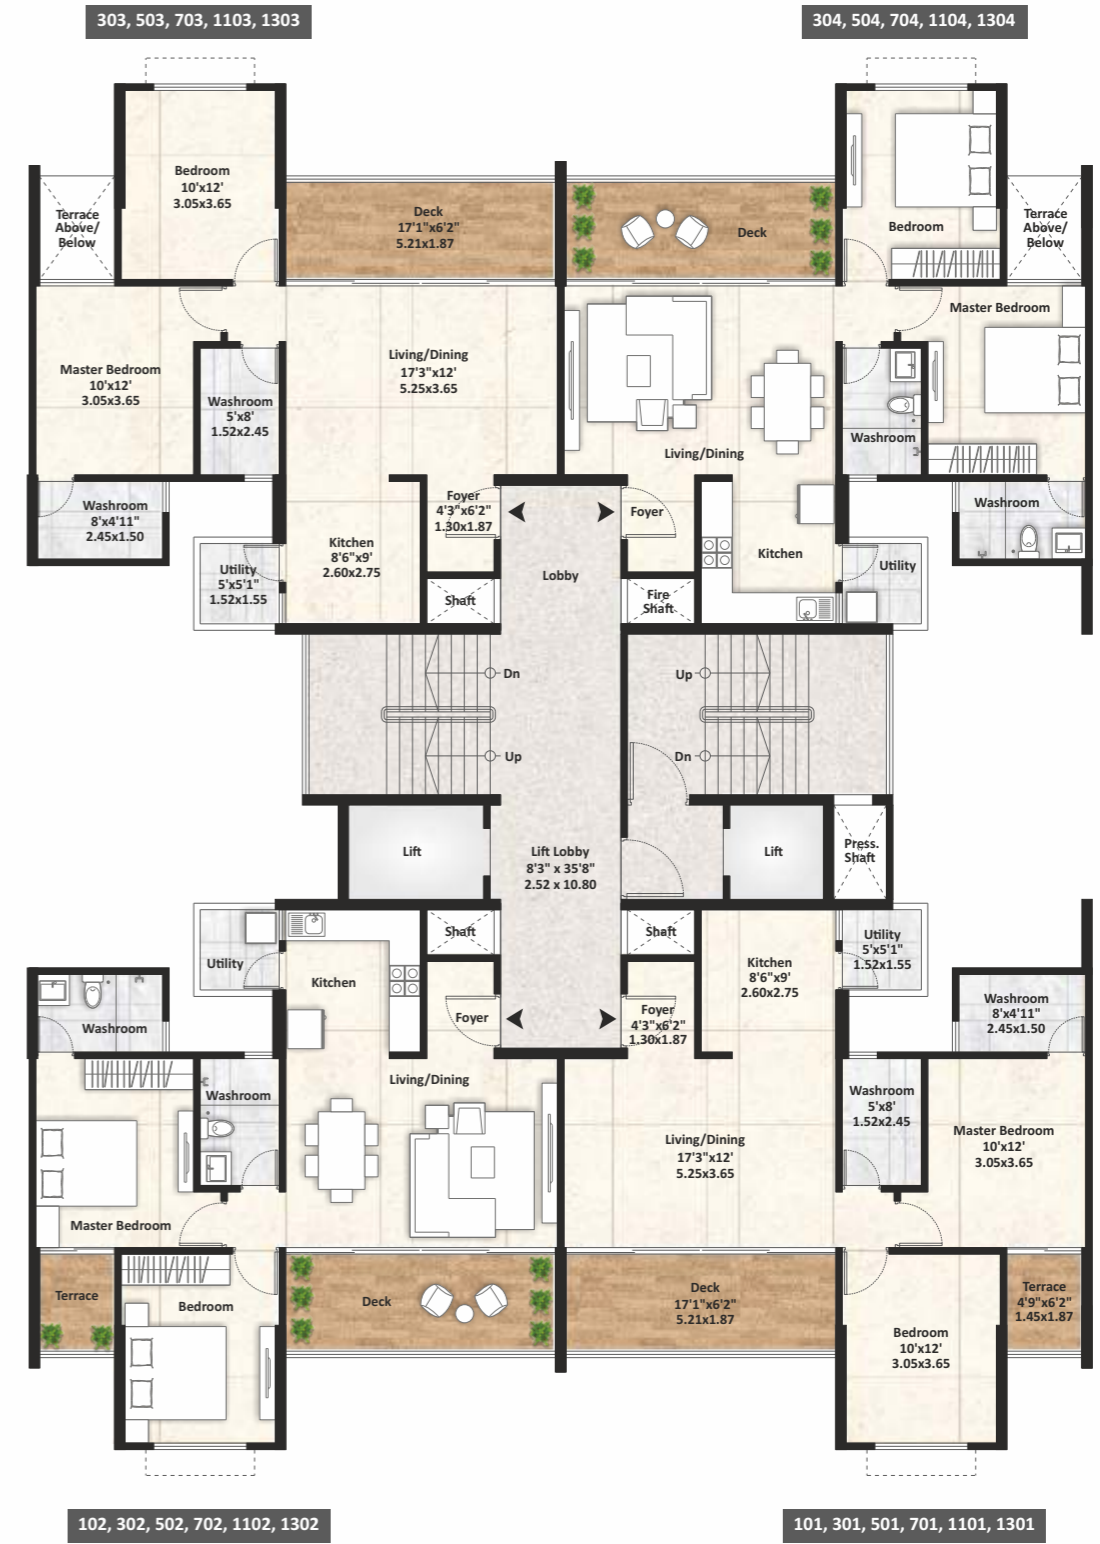 303, 503, 703, 1103, 1303
304, 504, 704, 1104, 1304
Bedroom
10'x12'
3.05x3.65
Terrace
Above/
Below
Deck
17'1"x6'2"
5.21x1.87
Deck
Bedroom
Terrace
Above/
Below
Master Bedroom
10'x12'
3.05x3.65
Washroom
5'x8'
1.52x2.45
Living/Dining
17'3"x12'
5.25x3.65
Living/Dining
Washroom
Master Bedroom
Washroom
8'x4'11"
2.45x1.50
Utility
5'x5'1"
1.52x1.55
Kitchen
8'6"x9'
2.60x2.75
Foyer
4'3"x6'2"
1.30x1.87
Foyer
Kitchen
Utility
Washroom
Shaft
Lobby
Fire
Shaft
Dn
Up
Up
Dn
Lift
Lift Lobby
8'3" x 35'8"
2.52 x 10.80
Lift
Press.
Shaft
Shaft
Shaft
Utility
Kitchen
Foyer
Washroom
Foyer
4'3"x6'2"
1.30x1.87
Kitchen
8'6"x9'
2.60x2.75
Utility
5'x5'1"
1.52x1.55
Washroom
8'x4'11"
2.45x1.50
Washroom
Living/Dining
Master Bedroom
Living/Dining
17'3"x12'
5.25x3.65
Washroom
5'x8'
1.52x2.45
Master Bedroom
10'x12'
3.05x3.65
Terrace
Bedroom
Deck
Deck
17'1"x6'2"
5.21x1.87
Bedroom
10'x12'
3.05x3.65
Terrace
4'9"x6'2"
1.45x1.87
102, 302, 502, 702, 1102, 1302
101, 301, 501, 701, 1101, 1301